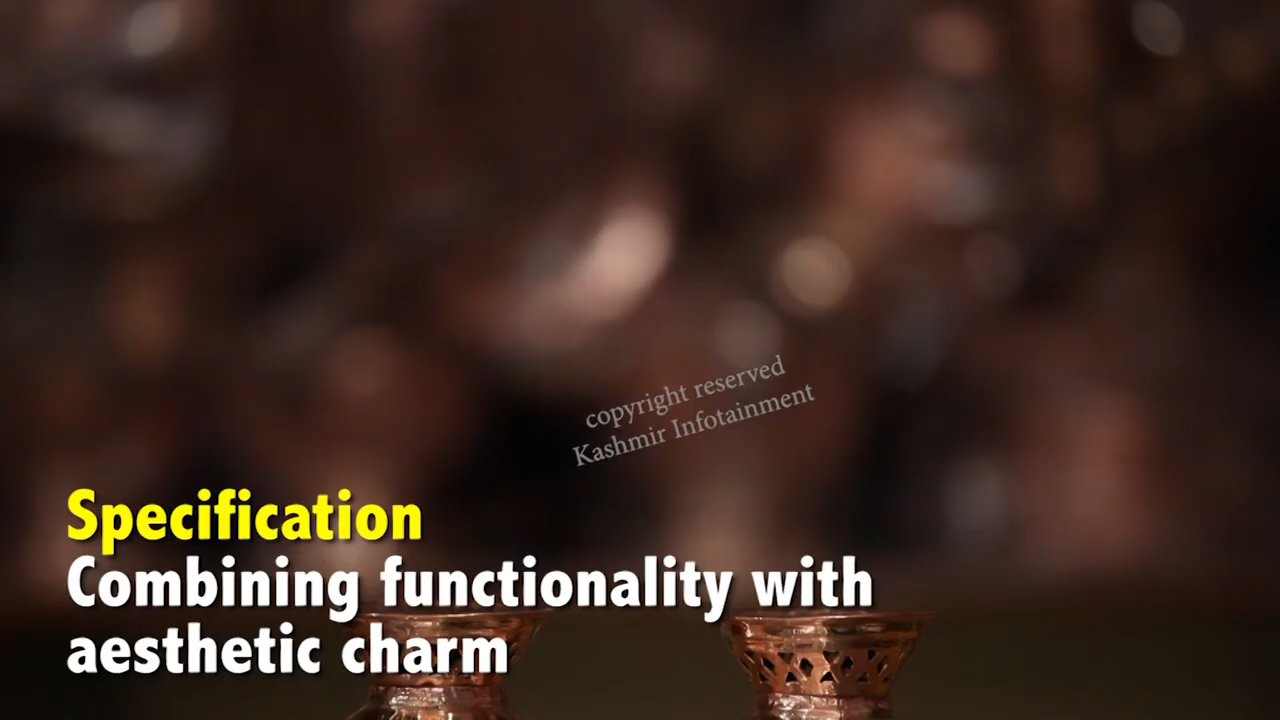 copyright reserved
Kashmir Infotainment
Specification
Combining functionality with
aesthetic charm